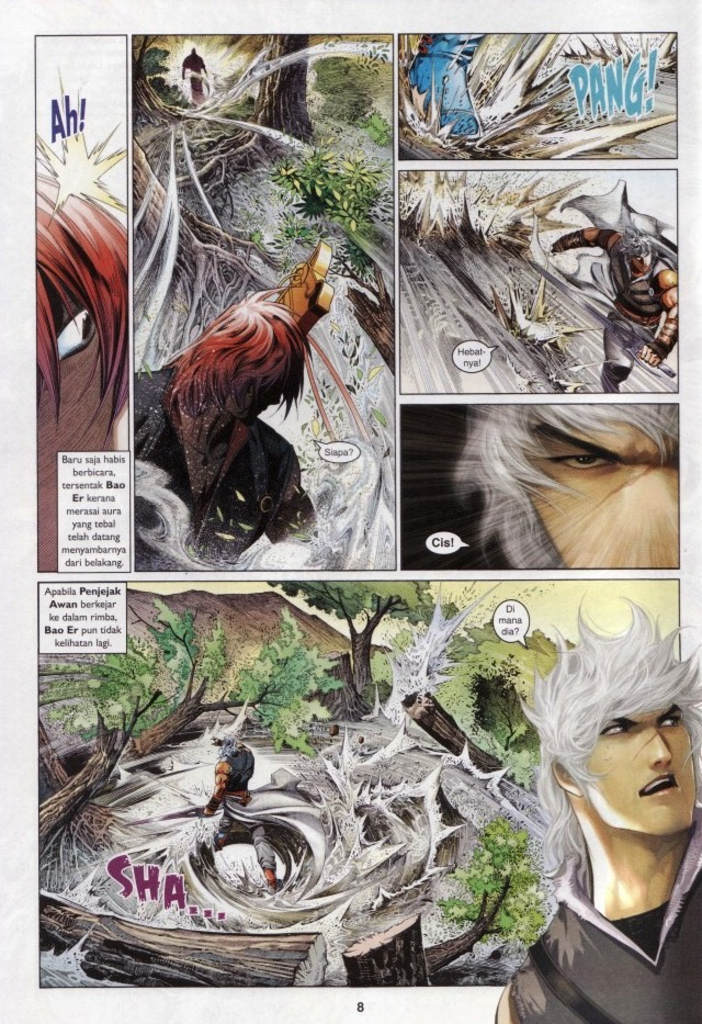 Ah!
Baru saja habis
berbicara,
tersentak Bao
Er kerana
merasai aura
yang tebal
telah datang
menyambarnya
dari belakang.
Siapa?
PANG!
Hebat-
nya!
Cis!
Apabila Penjejak
Awan berkejar
ke dalam rimba,
Bao Er pun tidak
kelihatan lagi.
Di
mana
dia?
SHA...
8